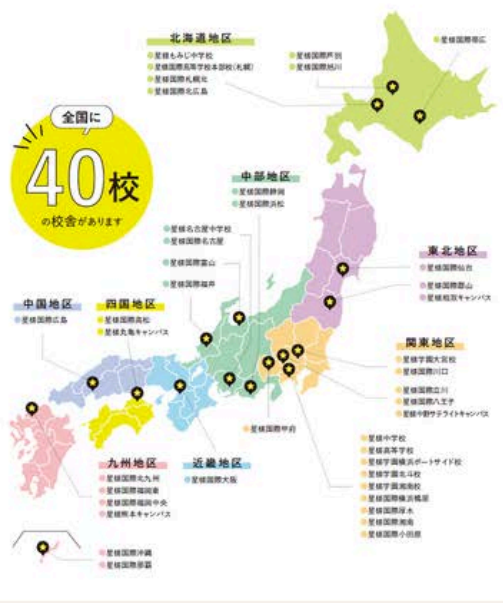 北海道地区
星槎もみじ中学校
星槎国際高等学校本部校(札幌)
星槎国際札幌北
星槎国際北広島
星槎国際芦別
星槎国際旭川
星槎国際帯広
全国に
40校
の校舎があります
中部地区
星槎国際静岡
星槎国際浜松
星槎名古屋中学校
星槎国際名古屋
星槎国際富山
星槎国際福井
東北地区
星槎国際仙台
星槎国際郡山
星槎相双キャンパス
中国地区
星槎国際広島
四国地区
星槎国際高松
星槎丸亀キャンパス
関東地区
星槎学園大宮校
星槎国際川口
星槎国際立川
星槎国際八王子
星槎中野サテライトキャンパス
星槎国際甲府
星槎中学校
星槎高等学校
星槎学園横浜ポートサイド校
星槎学園北斗校
星槎学園湘南校
星槎国際横浜鴨居
星槎国際厚木
星槎国際湘南
星槎国際小田原
九州地区
星槎国際北九州
星槎国際福岡東
星槎国際福岡中央
星槎熊本キャンパス
近畿地区
星槎国際大阪
星槎国際沖縄
星槎国際那覇